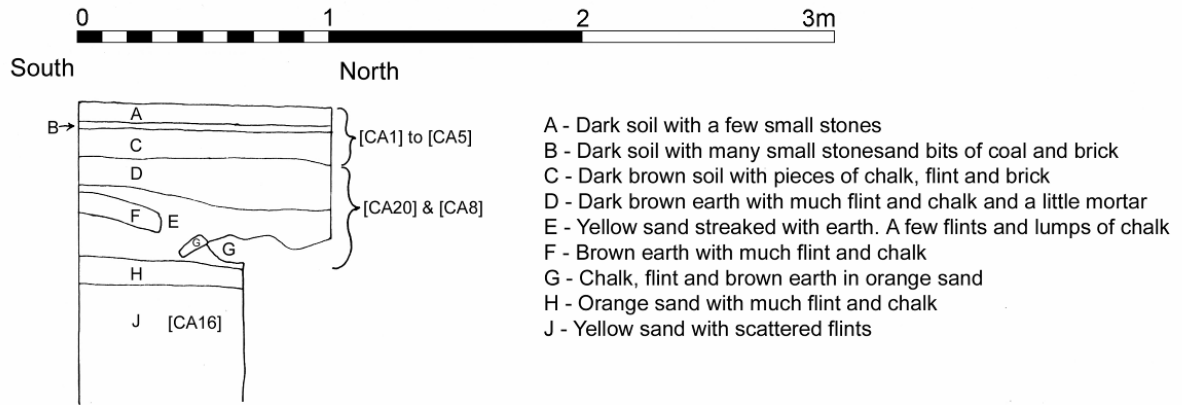 0 1 2 3m
South North
A
B
C
D
E
F
G
G
H
J [CA16]
[CA1] to [CA5]
[CA20] & [CA8]
A - Dark soil with a few small stones
B - Dark soil with many small stonesand bits of coal and brick
C - Dark brown soil with pieces of chalk, flint and brick
D - Dark brown earth with much flint and chalk and a little mortar
E - Yellow sand streaked with earth. A few flints and lumps of chalk
F - Brown earth with much flint and chalk
G - Chalk, flint and brown earth in orange sand
H - Orange sand with much flint and chalk
J - Yellow sand with scattered flints